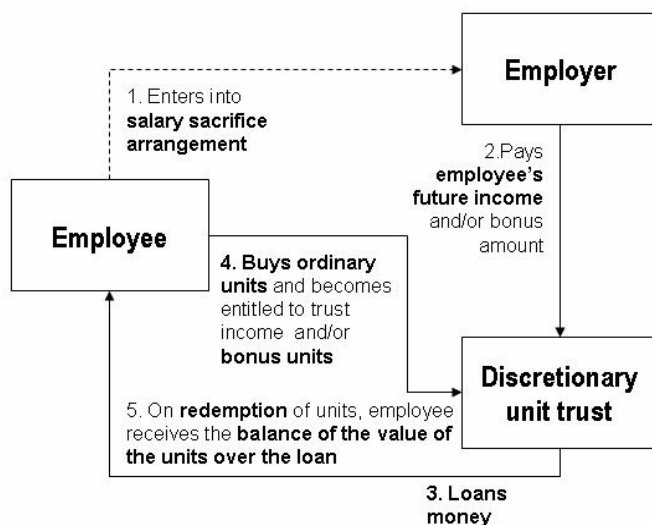 Employer
1. Enters into
salary sacrifice
arrangement
2.Pays
employee's
future income
and/or bonus
amount
Employee
4. Buys ordinary
units and becomes
entitled to trust
income and/or
bonus units
Discretionary
unit trust
5. On redemption of units, employee
receives the balance of the value of
the units over the loan
3. Loans
money